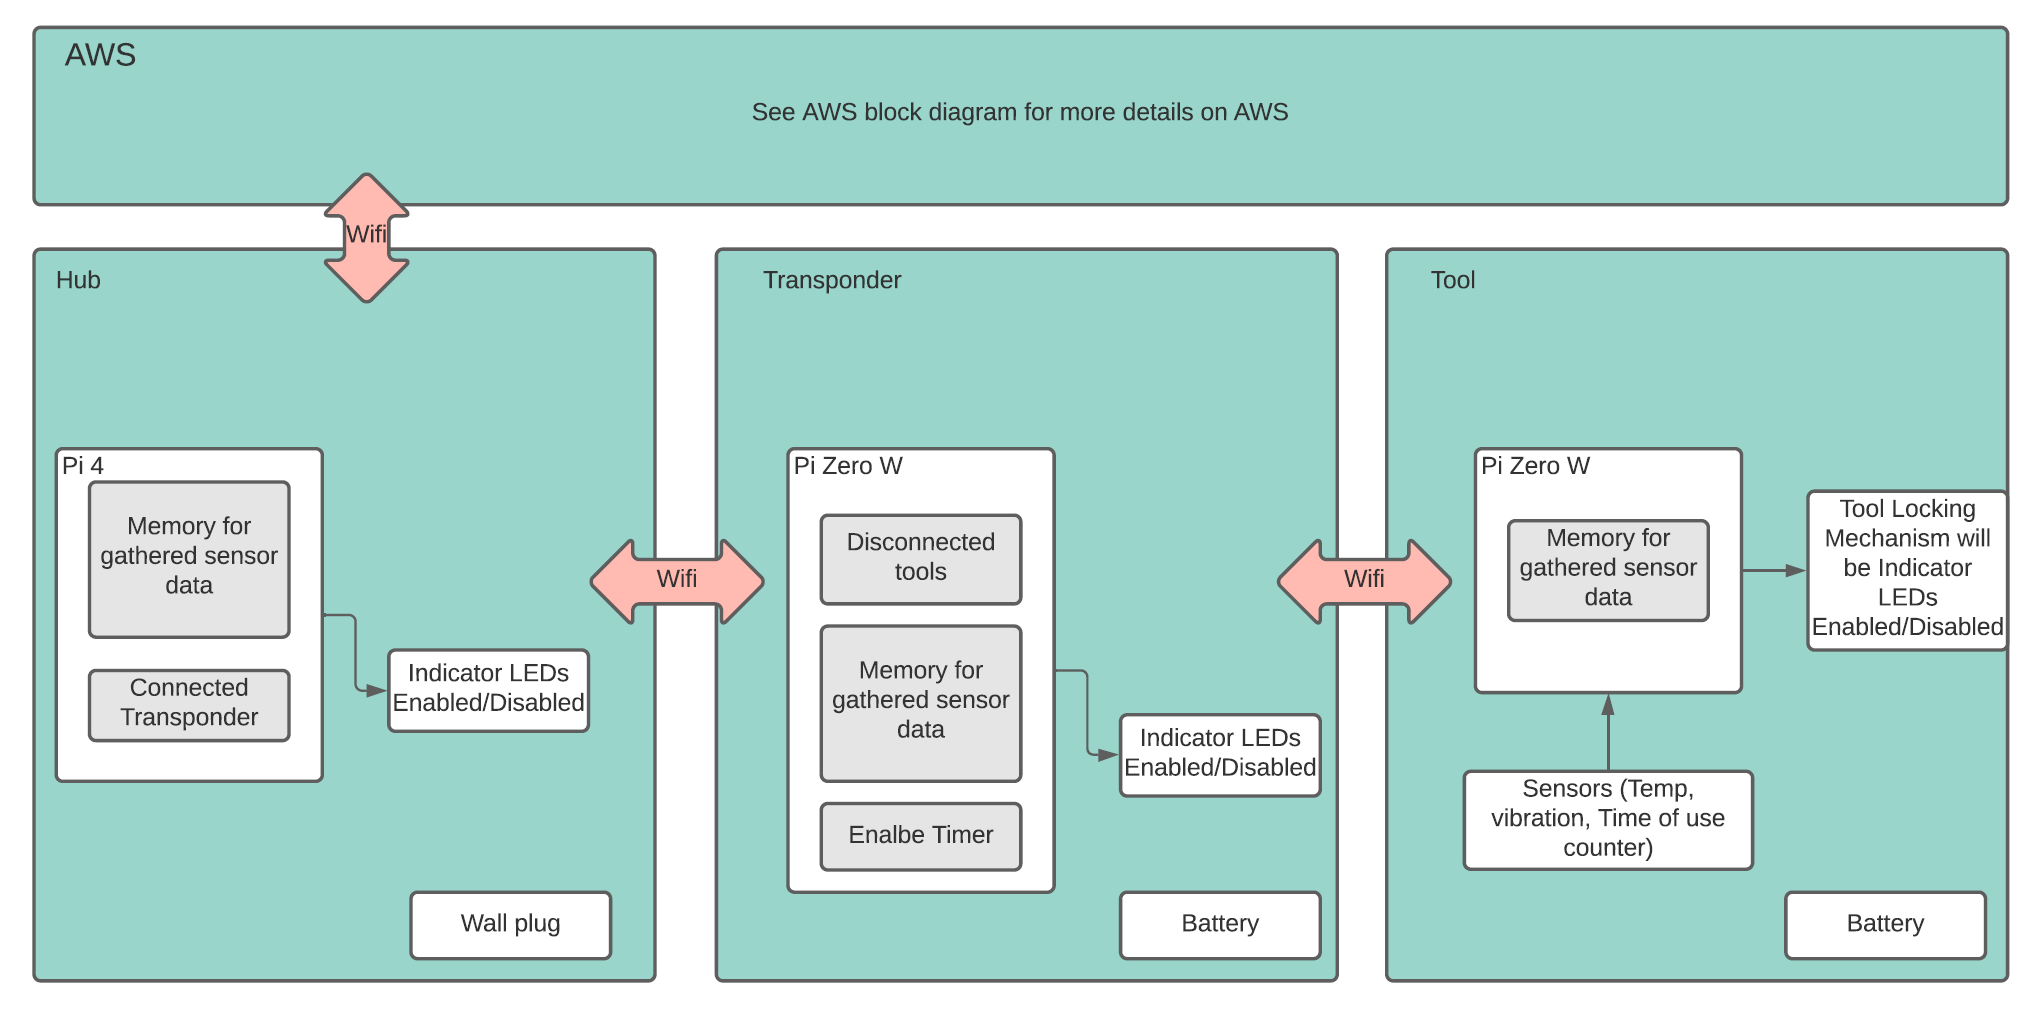 AWS
See AWS block diagram for more details on AWS
Wifi
Hub
Pi 4
Memory for
gathered sensor
data
Connected
Transponder
Indicator LEDs
Enabled/Disabled
Wall plug
Wifi
Transponder
Pi Zero W
Disconnected
tools
Memory for
gathered sensor
data
Enalbe Timer
Indicator LEDs
Enabled/Disabled
Battery
Wifi
Tool
Pi Zero W
Memory for
gathered sensor
data
Tool Locking
Mechanism will
be Indicator
LEDs
Enabled/Disabled
Sensors (Temp,
vibration, Time of use
counter)
Battery